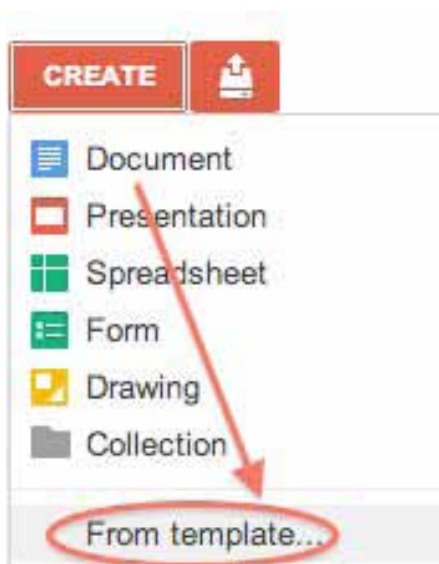 CREATE
Document
Presentation
Spreadsheet
Form
Drawing
Collection
From template...